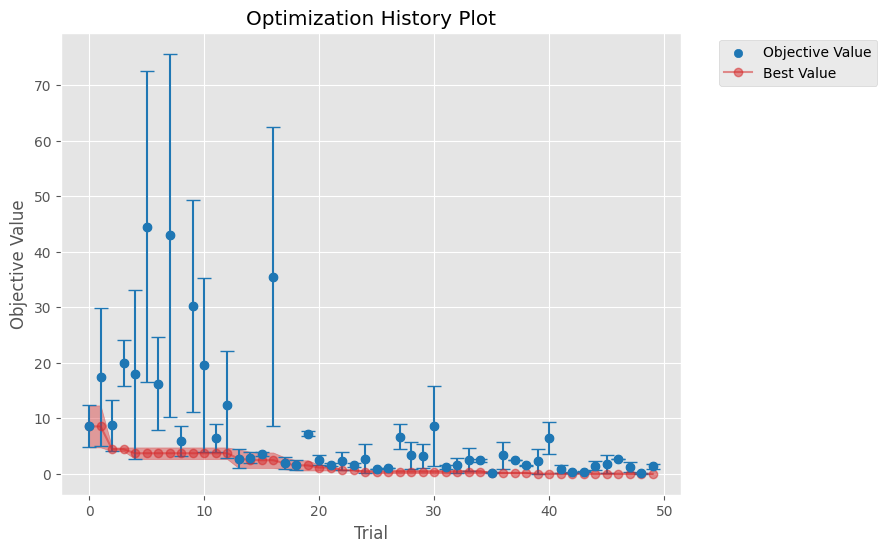 Optimization History Plot
Objective Value
Best Value
Objective Value
70
60
50
40
30
20
10
0
0 10 20 30 40 50
Trial